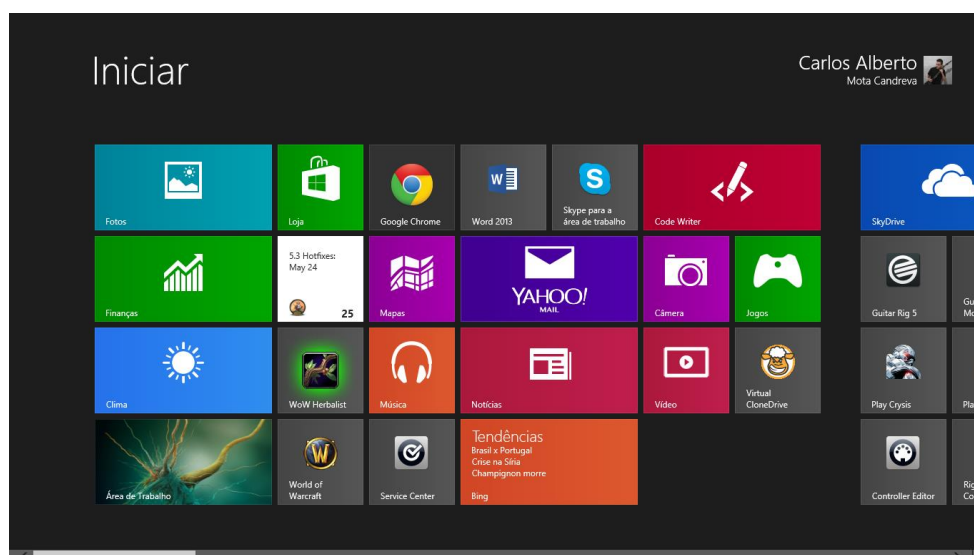 Iniciar
Carlos Alberto
Mota Candreva
Fotos
Loja
Google Chrome
Word 2013
Skype para a
área de trabalho
Code Writer
SkyDrive
Finanças
5.3 Hotfixes:
May 24
25
Mapas
YAHOO!
MAIL
Câmera
Jogos
Guitar Rig 5
Clima
WoW Herbalist
Música
Notícias
Vídeo
Virtual
CloneDrive
Play Crysis
Área de Trabalho
World of
Warcraft
Service Center
Tendências
Brasil x Portugal
Crise na Síria
Champignon morre
Bing
Controller Editor